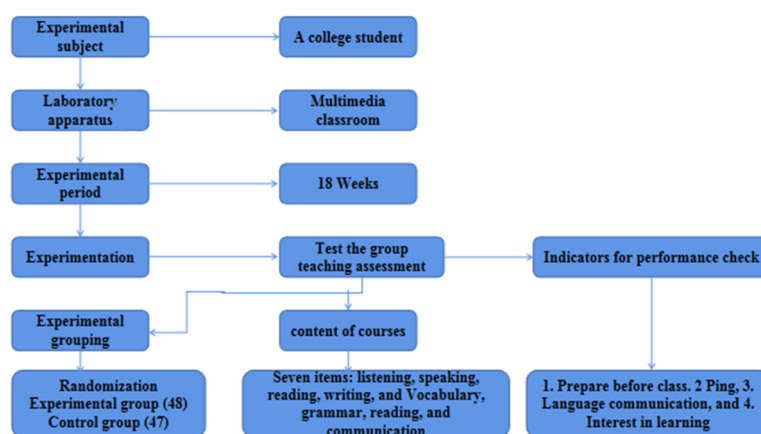 Experimental
subject
A college student
Laboratory
apparatus
Multimedia
classroom
Experimental
period
18 Weeks
Experimentation
Test the group
teaching assessment
Indicators for performance check
Experimental
grouping
content of courses
Randomization
Experimental group (48)
Control group (47)
Seven items: listening, speaking,
reading, writing, and Vocabulary,
grammar, reading, and
communication
1. Prepare before class. 2 Ping, 3.
Language communication, and 4.
Interest in learning